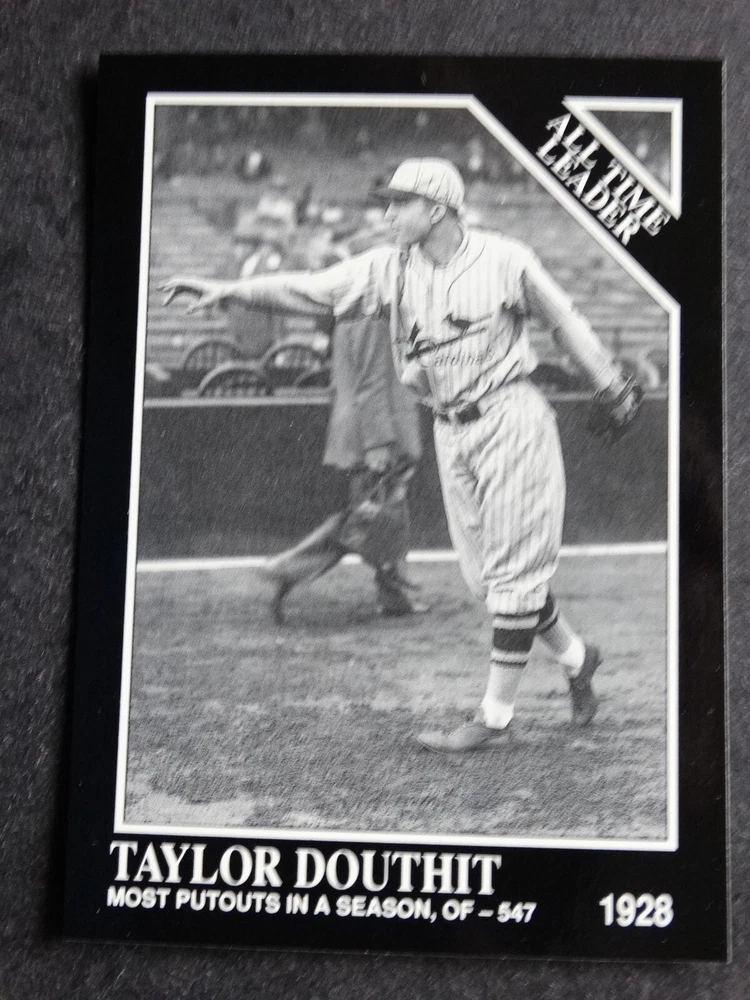 ALL TIME
LEADER
Cardinals
TAYLOR DOUTHIT
MOST PUTOUTS IN A SEASON, OF – 547
1928